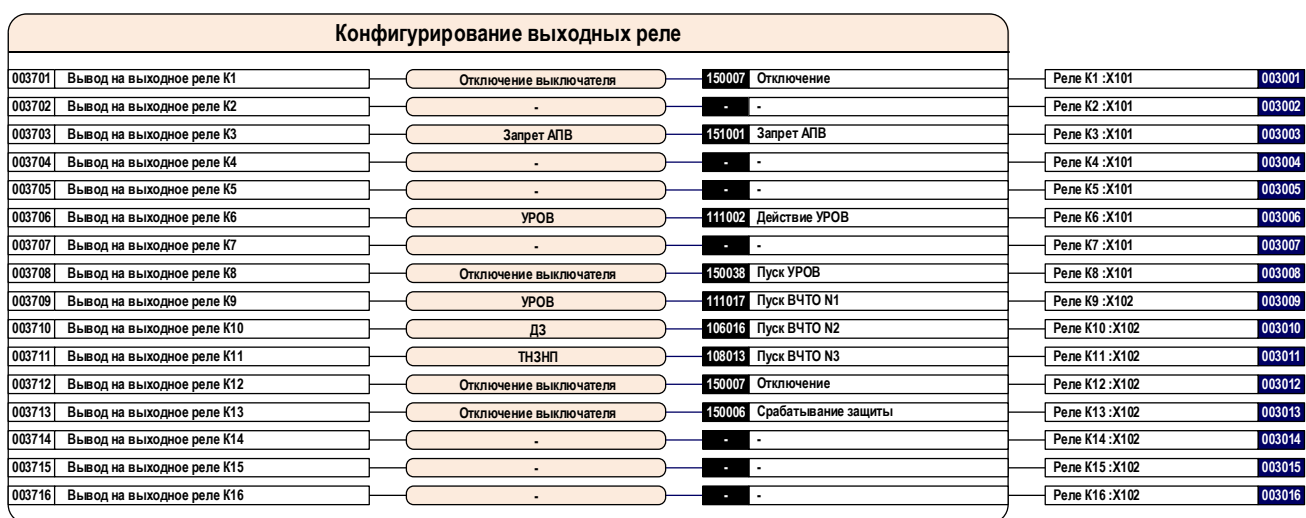 Конфигурирование выходных реле
003701 Вывод на выходное реле К1 Отключение выключателя 150007 Отключение Реле К1 :X101 003001
003702 Вывод на выходное реле К2 - - - Реле К2 :X101 003002
003703 Вывод на выходное реле К3 Запрет АПВ 151001 Запрет АПВ Реле К3 :X101 003003
003704 Вывод на выходное реле К4 - - - Реле К4 :X101 003004
003705 Вывод на выходное реле К5 - - - Реле К5 :X101 003005
003706 Вывод на выходное реле К6 УРОВ 111002 Действие УРОВ Реле К6 :X101 003006
003707 Вывод на выходное реле К7 - - - Реле К7 :X101 003007
003708 Вывод на выходное реле К8 Отключение выключателя 150038 Пуск УРОВ Реле К8 :X101 003008
003709 Вывод на выходное реле К9 УРОВ 111017 Пуск ВЧТО N1 Реле К9 :X102 003009
003710 Вывод на выходное реле К10 ДЗ 106016 Пуск ВЧТО N2 Реле К10 :X102 003010
003711 Вывод на выходное реле К11 ТНЗНП 108013 Пуск ВЧТО N3 Реле К11 :X102 003011
003712 Вывод на выходное реле К12 Отключение выключателя 150007 Отключение Реле К12 :X102 003012
003713 Вывод на выходное реле К13 Отключение выключателя 150006 Срабатывание защиты Реле К13 :X102 003013
003714 Вывод на выходное реле К14 - - - Реле К14 :X102 003014
003715 Вывод на выходное реле К15 - - - Реле К15 :X102 003015
003716 Вывод на выходное реле К16 - - - Реле К16 :X102 003016